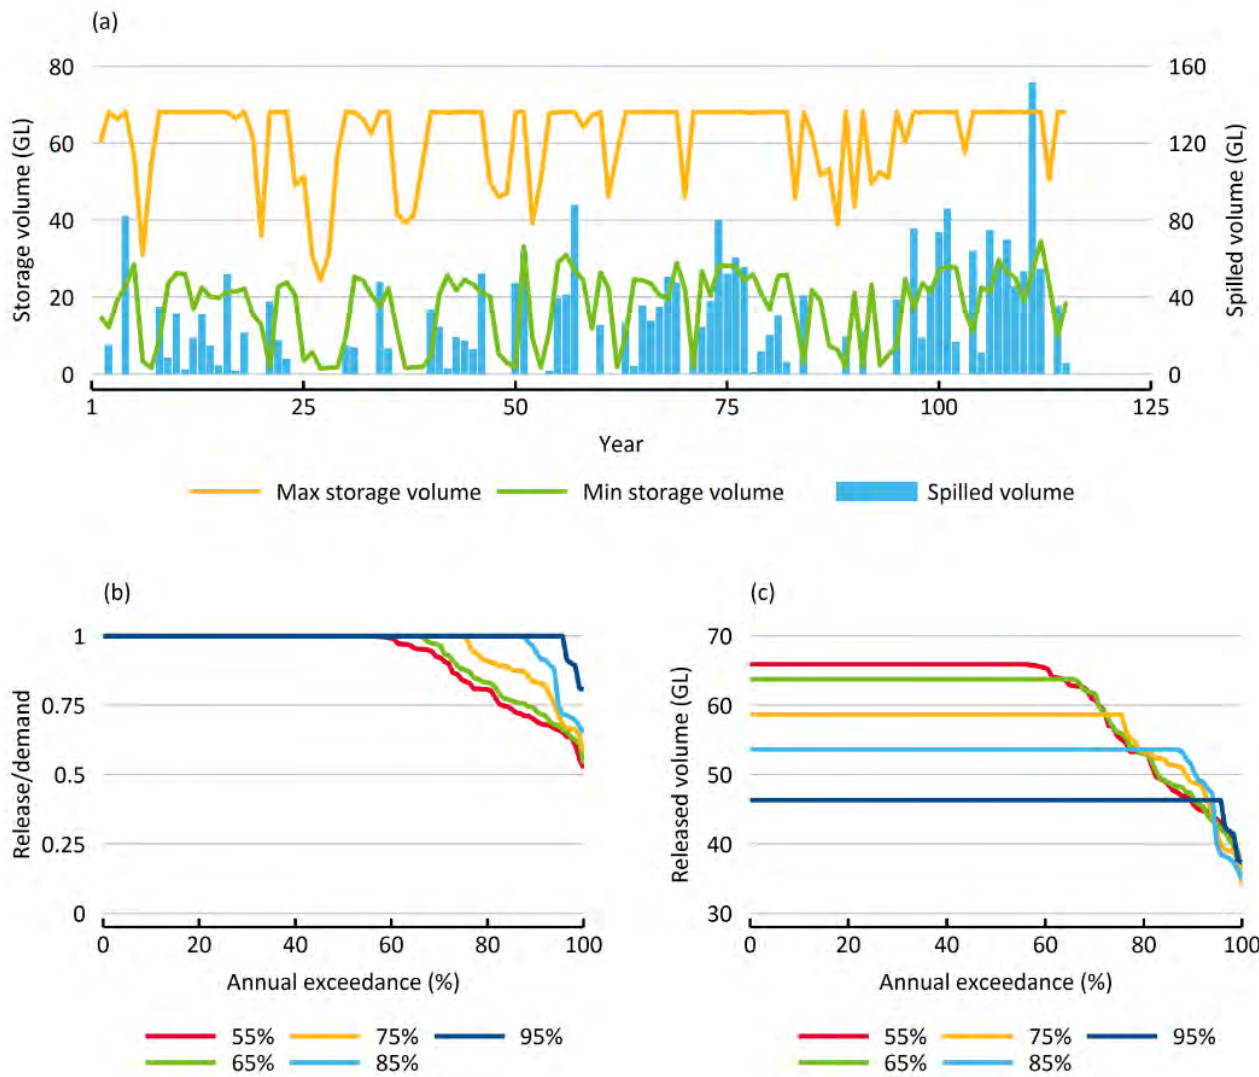 (a)
80 160
60 120
40 80
20 40
0 0
Storage volume (GL)
Spilled volume (GL)
1 25 50 75 100 125
Year
Max storage volume Min storage volume Spilled volume
(b)
1
0.75
0.5
0.25
0
Release/demand
0 20 40 60 80 100
Annual exceedance (%)
55% 75% 95%
65% 85%
(c)
70
60
50
40
30
Released volume (GL)
0 20 40 60 80 100
Annual exceedance (%)
55% 75% 95%
65% 85%